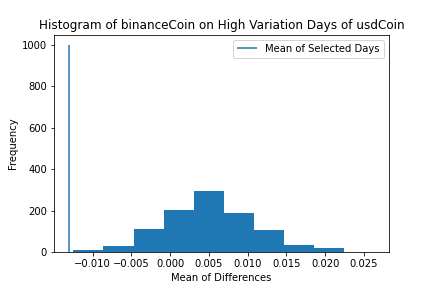 Histogram of binanceCoin on High Variation Days of usdCoin
Mean of Selected Days
1000
800
600
400
200
0
Frequency
−0.010 −0.005 0.000 0.005 0.010 0.015 0.020 0.025
Mean of Differences